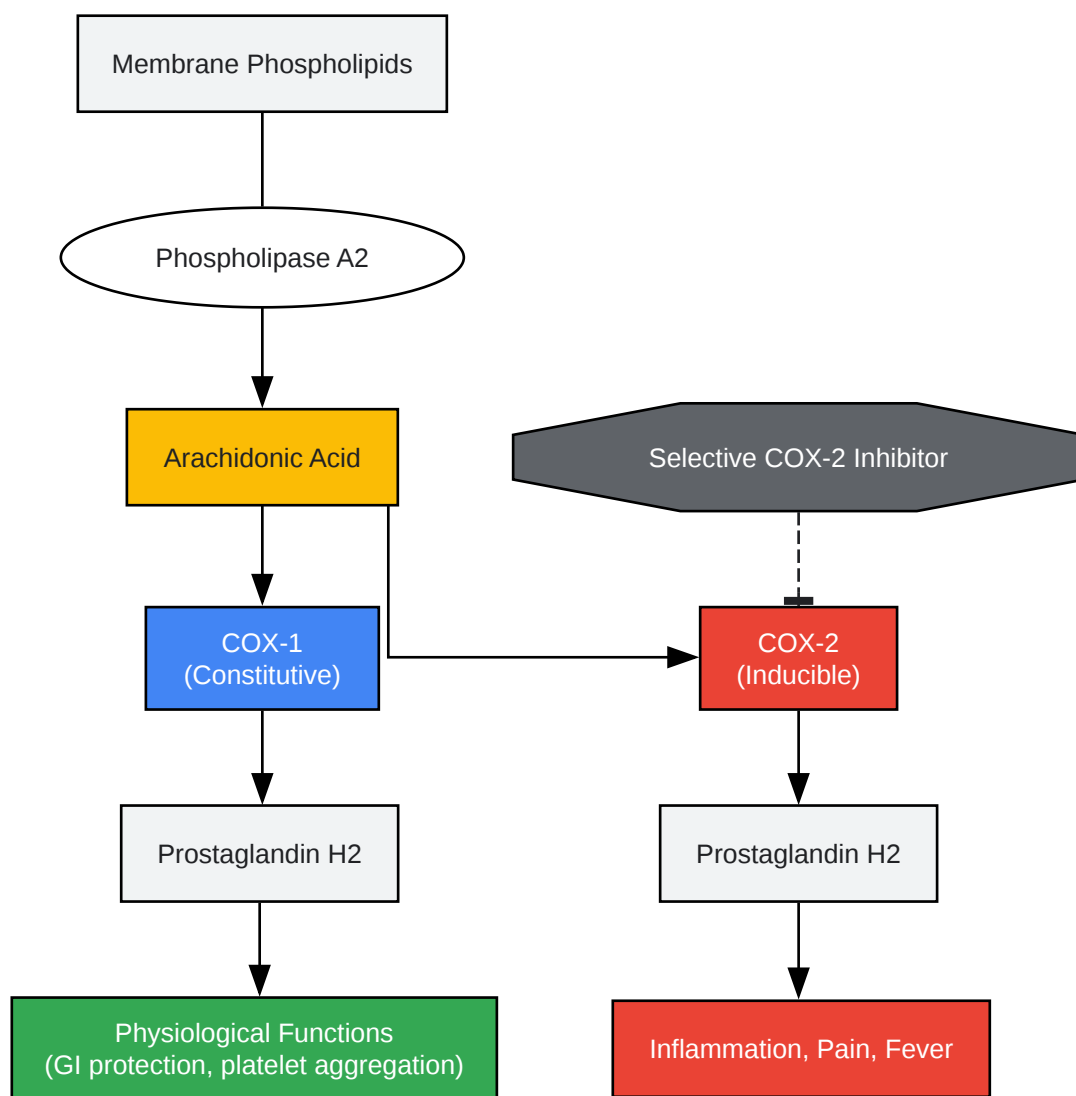 Membrane Phospholipids
Phospholipase A2
Arachidonic Acid
Selective COX-2 Inhibitor
COX-1
(Constitutive)
COX-2
(Inducible)
Prostaglandin H2
Prostaglandin H2
Physiological Functions
(GI protection, platelet aggregation)
Inflammation, Pain, Fever